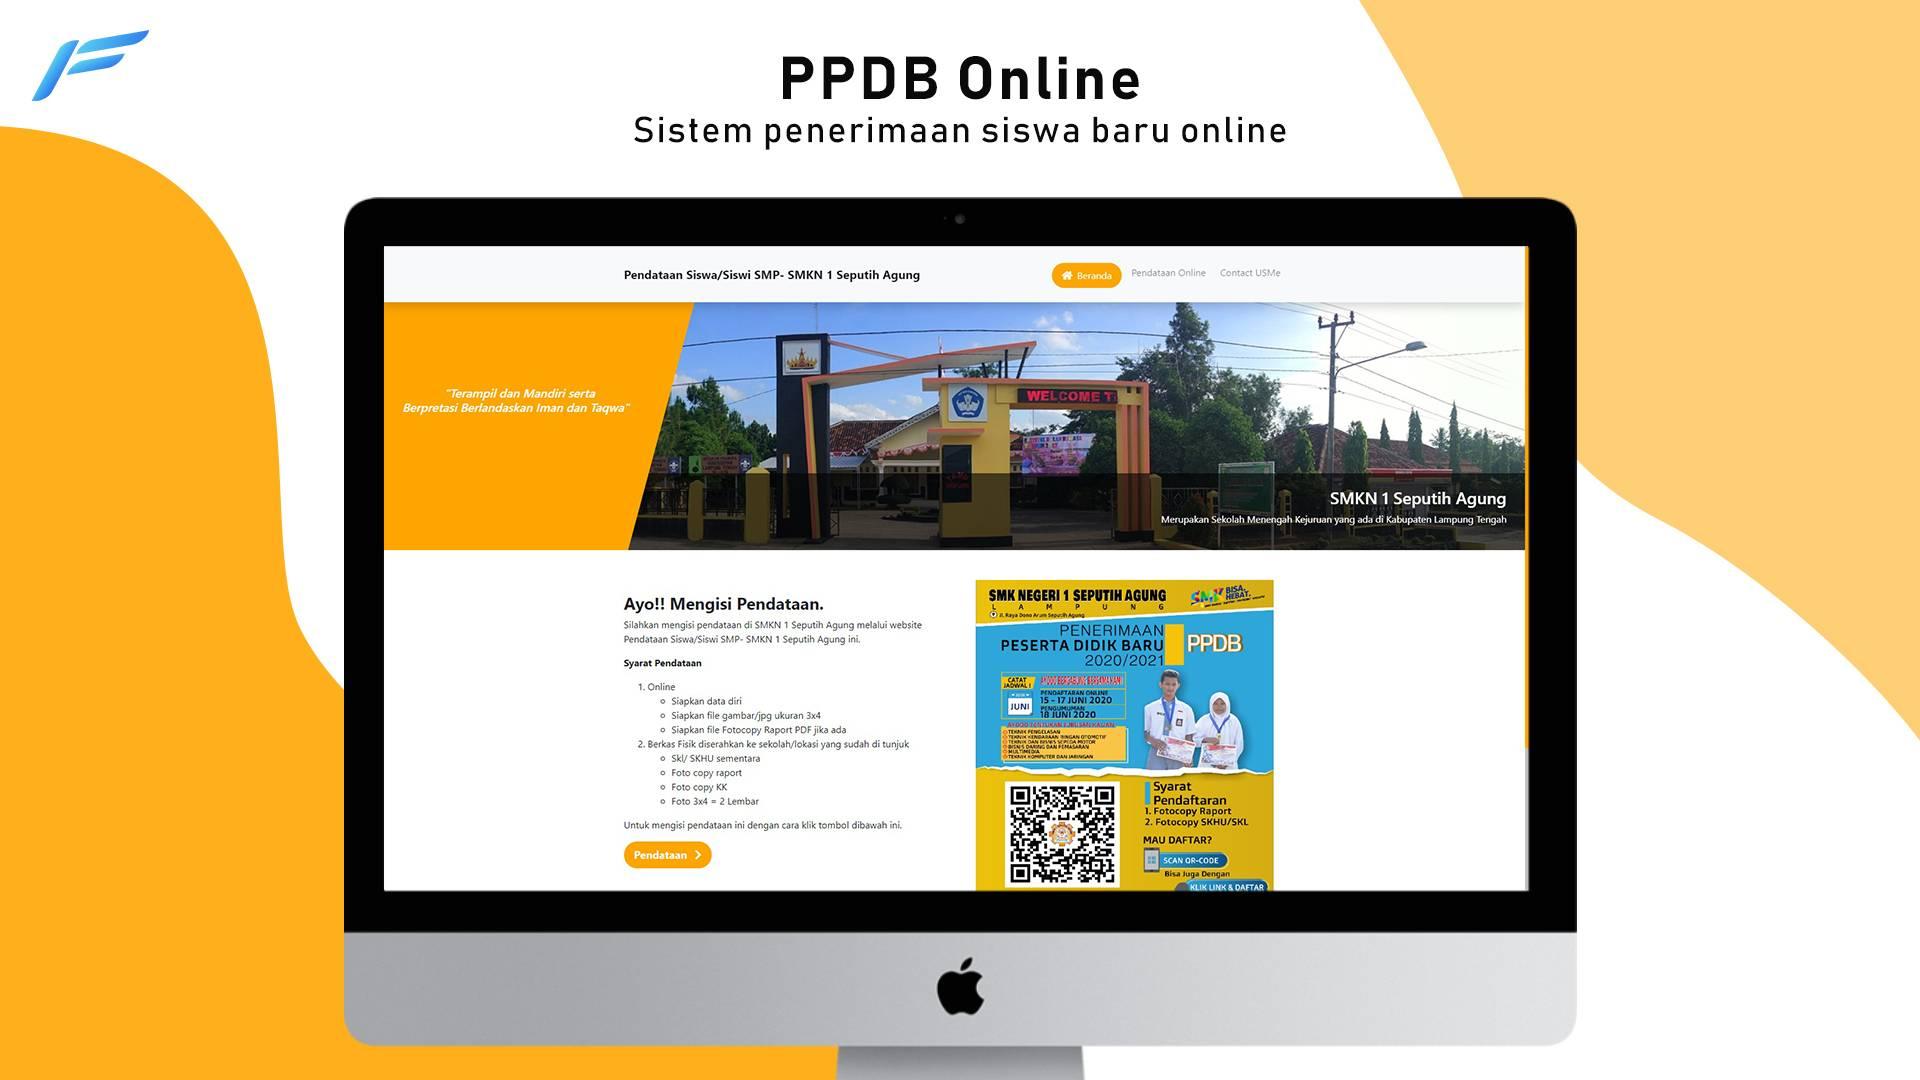 PPDB Online
Sistem penerimaan siswa baru online
Pendataan Siswa/Siswi SMP- SMKN 1 Seputih Agung
Beranda
Pendataan Online
Contact USMe
"Terampil dan Mandiri serta
Berpretasi Berlandaskan Iman dan Taqwa"
WELCOME T
SMKN 1 Seputih Agung
Merupakan Sekolah Menengah Kejuruan yang ada di Kabupaten Lampung Tengah
Ayo!! Mengisi Pendataan.
Silahkan mengisi pendataan di SMKN 1 Seputih Agung melalui website
Pendataan Siswa/Siswi SMP- SMKN 1 Seputih Agung ini.
Syarat Pendataan
1. Online
Siapkan data diri
Siapkan file gambar/jpg ukuran 3x4
Siapkan file Fotocopy Raport PDF jika ada
2. Berkas Fisik diserahkan ke sekolah/lokasi yang sudah di tunjuk
Skl/ SKHU sementara
Foto copy raport
Foto copy KK
Foto 3x4 = 2 Lembar
Untuk mengisi pendataan ini dengan cara klik tombol dibawah ini.
Pendataan
SMK NEGERI 1 SEPUTIH AGUNG
LAMPUNG
Jl. Raya Dono Arum Seputih Agung
SMK BISA.
HEBAT.
PENERIMAAN
PESERTA DIDIK BARU
2020/2021
PPDB
CATAT
JADWAL !
JUNI
PENDAFTARAN ONLINE
15 - 17 JUNI 2020
PENGUMUMAN
18 JUNI 2020
TEKNIK PENGELASAN
TEKNIK KENDARAAN RINGAN OTOMOTIF
TEKNIK DAN BISNIS SEPEDA MOTOR
BISNIS DARING DAN PEMASARAN
MULTIMEDIA
TEKNIK KOMPUTER DAN JARINGAN
Syarat
Pendaftaran
1. Fotocopy Raport
2. Fotocopy SKHU/SKL
MAU DAFTAR?
SCAN QR-CODE
Bisa Juga Dengan
KLIK LINK & DAFTAR